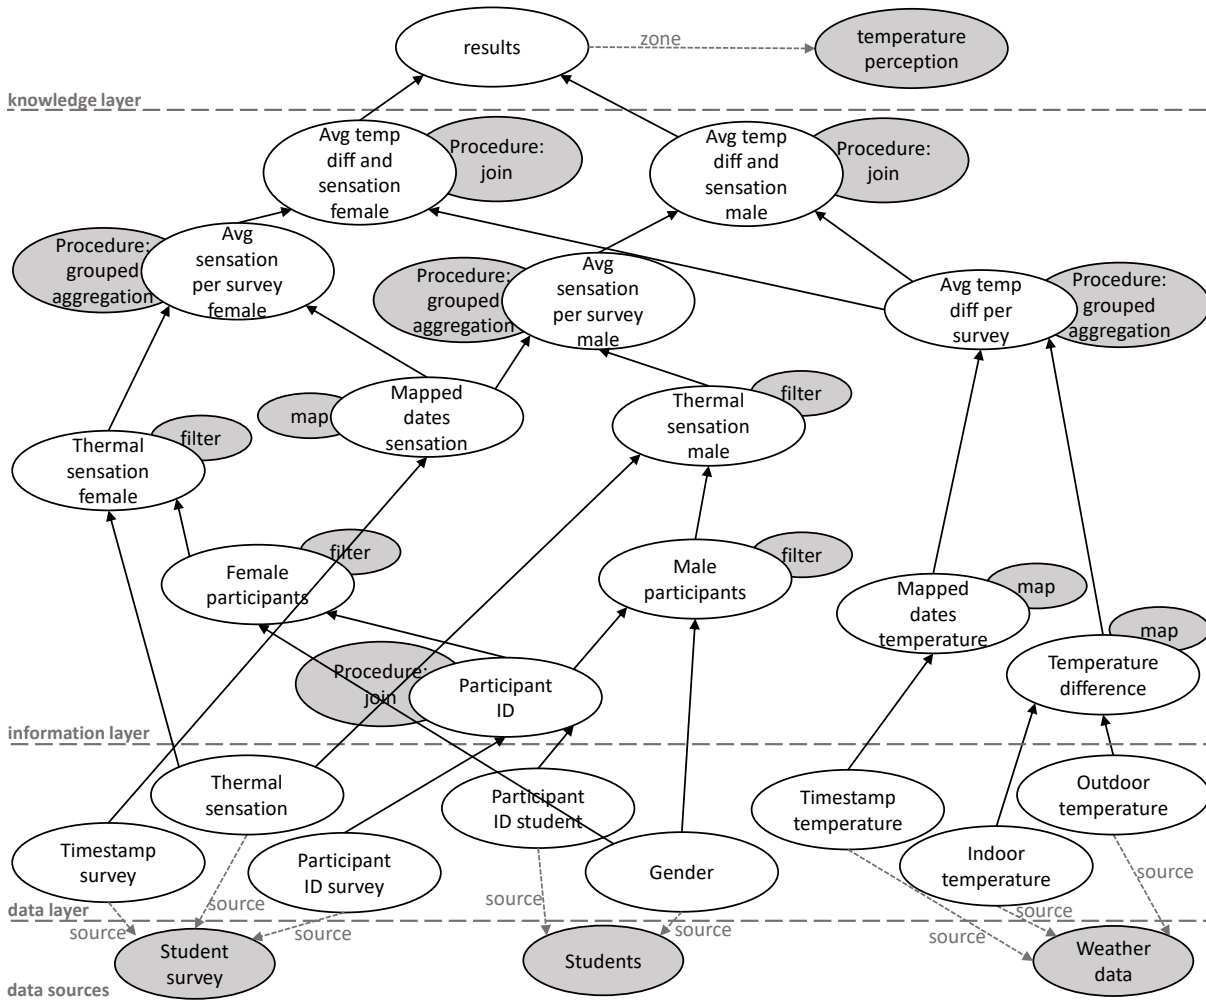 results
zone
temperature
perception
knowledge layer
Avg temp
diff and
sensation
female
Procedure:
join
Avg temp
diff and
sensation
male
Procedure:
join
Procedure:
grouped
aggregation
Avg
sensation
per survey
female
Procedure:
grouped
aggregation
Avg
sensation
per survey
male
Avg temp
diff per
survey
Procedure:
grouped
aggregation
map
Mapped
dates
sensation
Thermal
sensation
male
filter
Thermal
sensation
female
filter
Female
participants
filter
Male
participants
filter
Mapped
dates
temperature
map
Temperature
difference
map
Procedure:
join
Participant
ID
information layer
Thermal
sensation
Participant
ID student
Timestamp
temperature
Outdoor
temperature
Timestamp
survey
Participant
ID survey
Gender
Indoor
temperature
data layer
source
source
source
source
source
source
source
source
Student
survey
Students
Weather
data
data sources